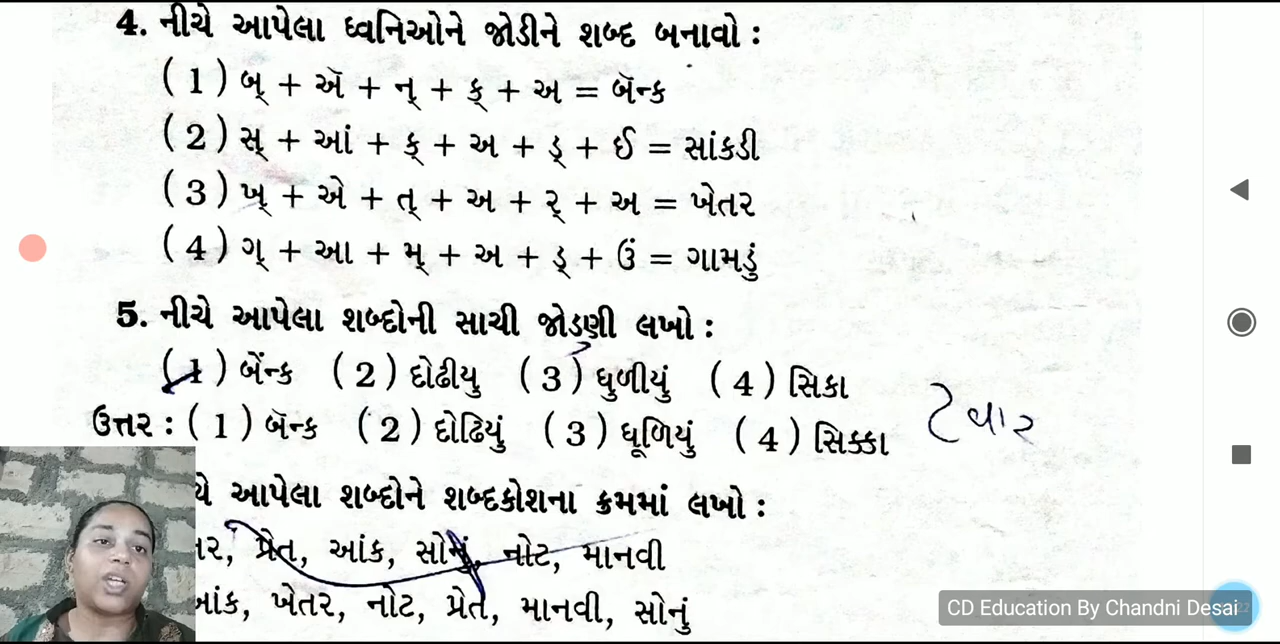 4. નીચે આપેલા ધ્વનિઓને જોડીને શબ્દ બનાવો :
(1) બ્ + ઍ + ન્ + ક્ + અ = બૅન્ક
(2) સ્ + આં + ક્ + અ + ડ્ + ઈ = સાંકડી
(3) ખ્ + એ + ત્ + અ + ર્ + અ = ખેતર
(4) ગ્ + આ + મ્ + અ + ડ્ + ઉં = ગામડું
5. નીચે આપેલા શબ્દોની સાચી જોડણી લખો :
(1) બેંન્ક (2) દોઢીયુ (3) ધુળીયું (4) સિકા
ઉત્તર : (1) બૅન્ક (2) દોઢિયું (3) ધૂળિયું (4) સિક્કા
આપેલા શબ્દોને શબ્દકોશના ક્રમમાં લખો :
પ્રેત, આંક, સોનું, નોટ, માનવી
ખેતર, નોટ, પ્રેત, માનવી, સોનું
CD Education By Chandni Desai